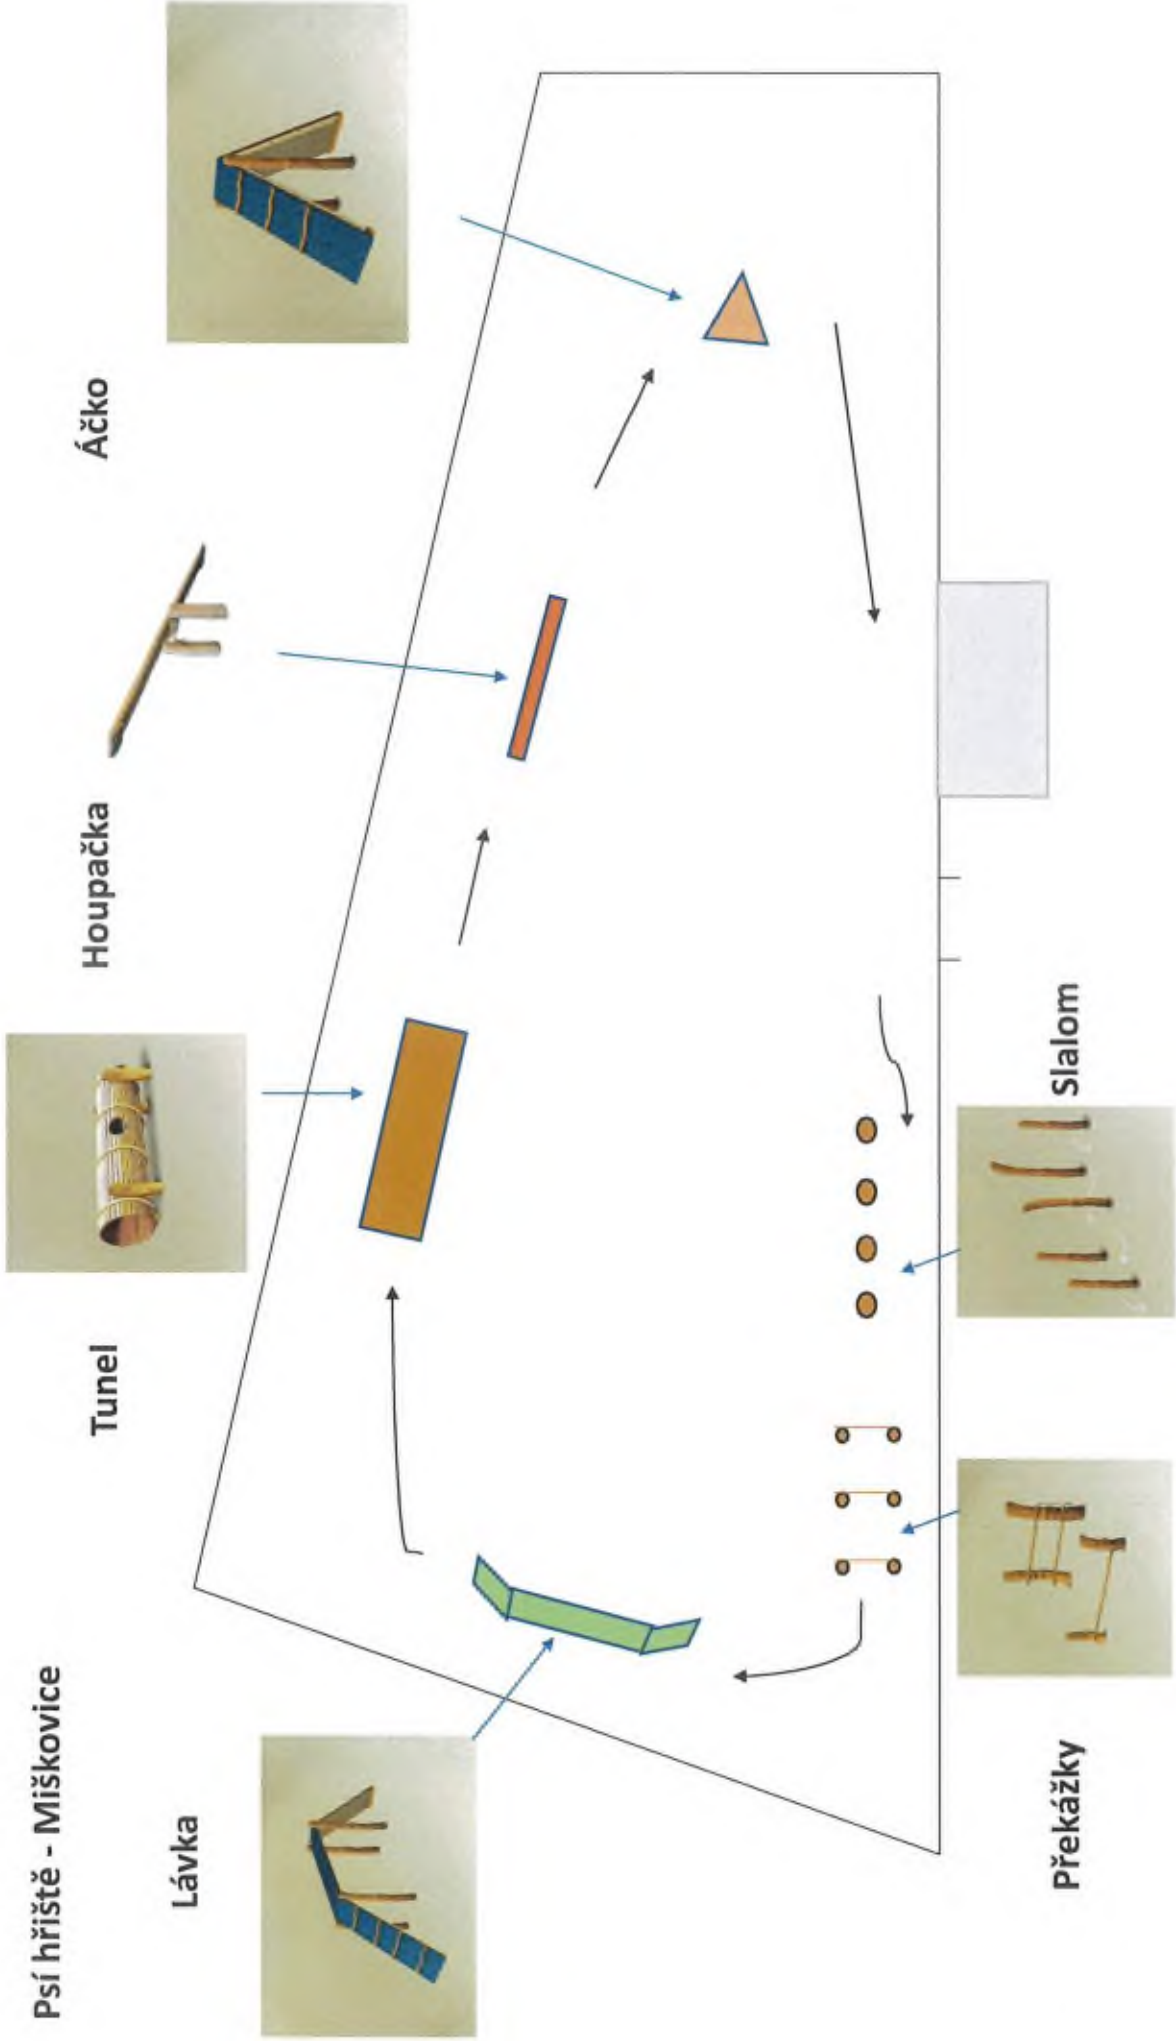 Psí hřiště - Miškovice
Lávka
Tunel
Houpačka
Áčko
Překážky
Slalom